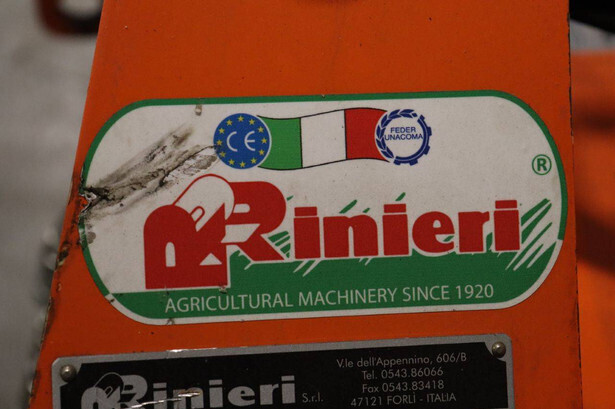 CE
FEDER
UNACOMA
®
Rinieri
AGRICULTURAL MACHINERY SINCE 1920
Rinieri S.r.l.
V.le dell'Appennino, 606/B
Tel. 0543.86066
Fax 0543.83418
47121 FORLÌ - ITALIA